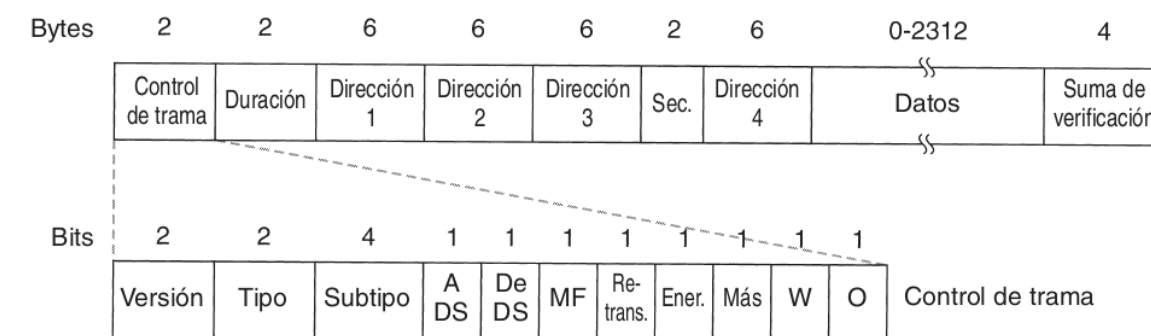 Bytes 2 2 6 6 6 2 6 0-2312 4
Control de trama Duración Dirección 1 Dirección 2 Dirección 3 Sec. Dirección 4 Datos Suma de verificación
Bits 2 2 4 1 1 1 1 1 1 1 1
Versión Tipo Subtipo A DS De DS MF Re- trans. Ener. Más W O Control de trama